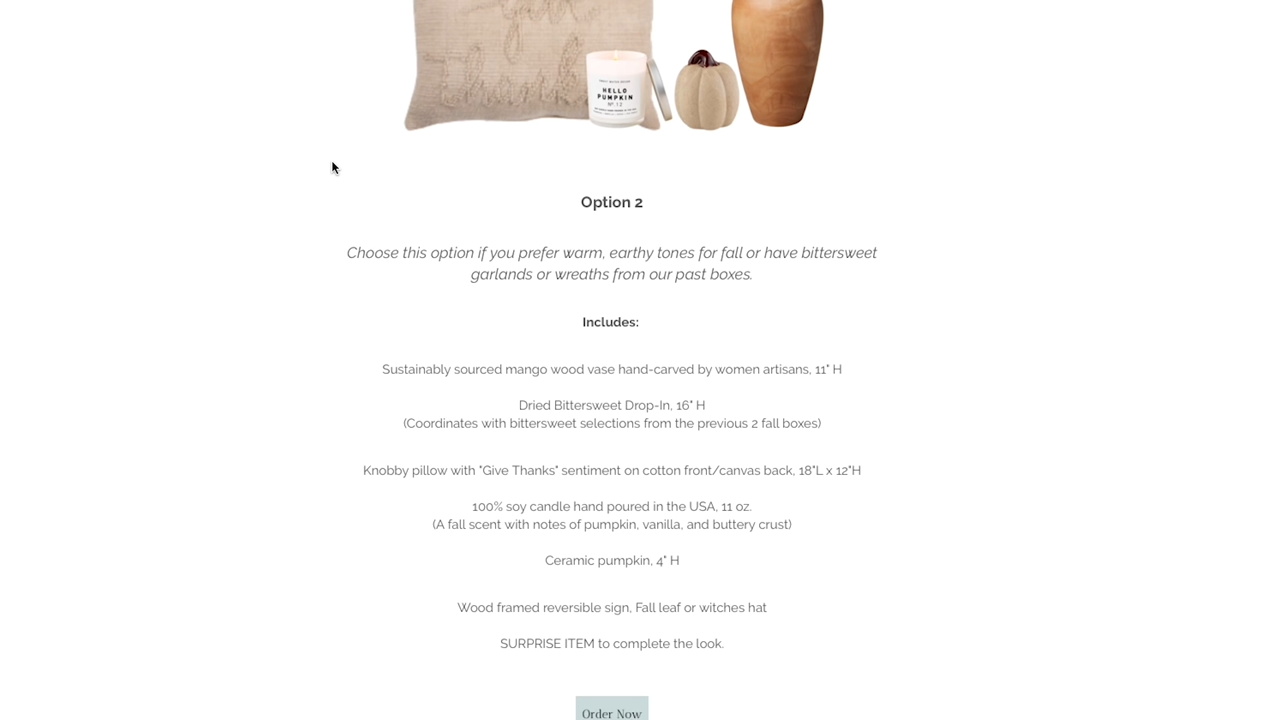 HELLO
PUMPKIN
Nº 12
Option 2
Choose this option if you prefer warm, earthy tones for fall or have bittersweet
garlands or wreaths from our past boxes.
Includes:
Sustainably sourced mango wood vase hand-carved by women artisans, 11" H
Dried Bittersweet Drop-In, 16" H
(Coordinates with bittersweet selections from the previous 2 fall boxes)
Knobby pillow with "Give Thanks" sentiment on cotton front/canvas back, 18"L x 12"H
100% soy candle hand poured in the USA, 11 oz.
(A fall scent with notes of pumpkin, vanilla, and buttery crust)
Ceramic pumpkin, 4" H
Wood framed reversible sign, Fall leaf or witches hat
SURPRISE ITEM to complete the look.
Order Now